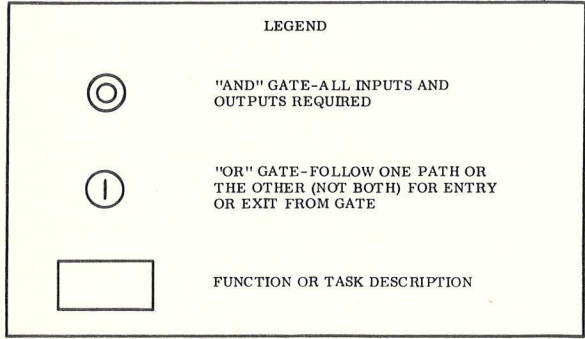 LEGEND
"AND" GATE-ALL INPUTS AND
OUTPUTS REQUIRED
"OR" GATE-FOLLOW ONE PATH OR
THE OTHER (NOT BOTH) FOR ENTRY
OR EXIT FROM GATE
FUNCTION OR TASK DESCRIPTION